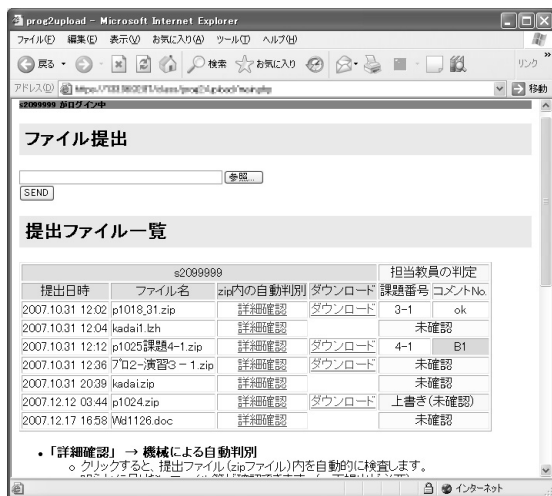 prog2upload - Microsoft Internet Explorer
ファイル(F) 編集(E) 表示(V) お気に入り(A) ツール(T) ヘルプ(H)
戻る 検索 お気に入り リンク »
アドレス(D) 移動
s2099999 がログイン中
ファイル提出
参照...
SEND
提出ファイル一覧
s2099999 担当教員の判定
提出日時 ファイル名 zip内の自動判別 ダウンロード 課題番号 コメントNo.
2007.10.31 12:02 p1018_31.zip 詳細確認 ダウンロード 3-1 ok
2007.10.31 12:04 kadai1.lzh 詳細確認 未確認
2007.10.31 12:12 p1025課題4-1.zip 詳細確認 ダウンロード 4-1 B1
2007.10.31 12:36 プロ2-演習3-1.zip 詳細確認 ダウンロード 未確認
2007.10.31 20:39 kadai.zip 詳細確認 未確認
2007.12.12 03:44 p1024.zip 詳細確認 ダウンロード 上書き(未確認)
2007.12.17 16:58 Wd1126.doc 詳細確認 未確認
・「詳細確認」 → 機械による自動判別
○ クリックすると、提出ファイル(zipファイル)内を自動的に検査します。
インターネット